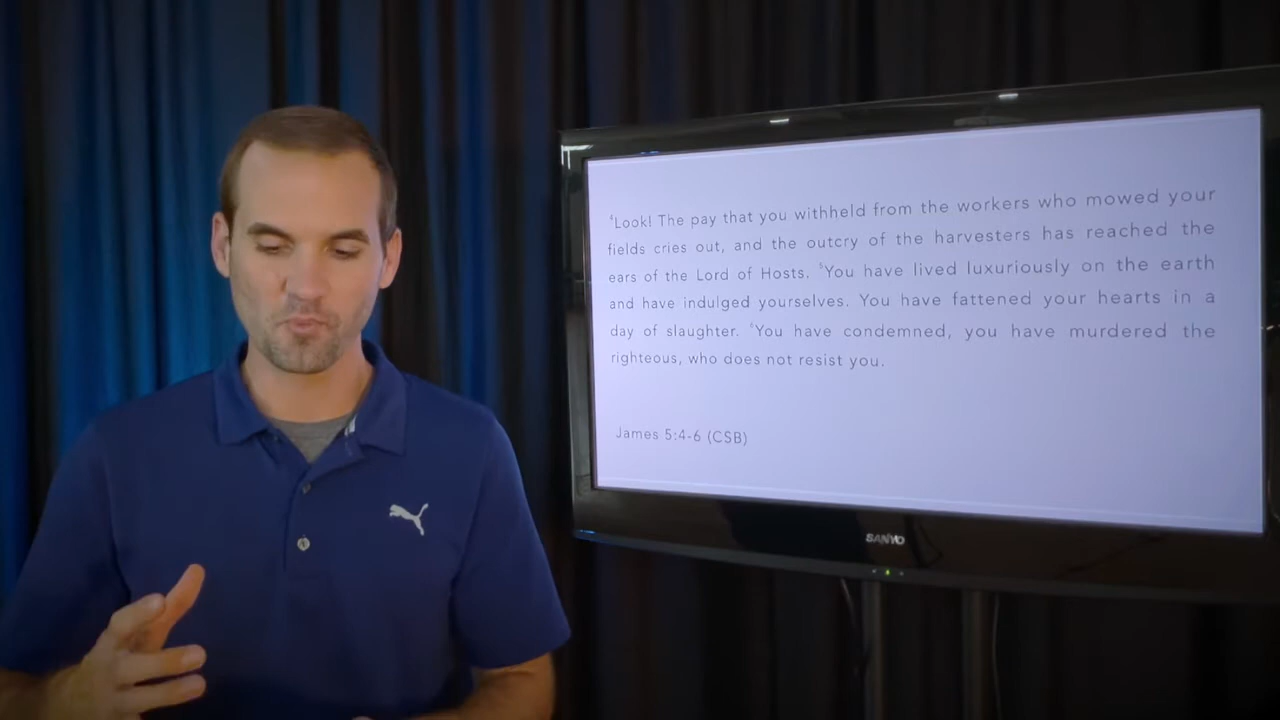 ⁴Look! The pay that you withheld from the workers who mowed your
fields cries out, and the outcry of the harvesters has reached the
ears of the Lord of Hosts. ⁵You have lived luxuriously on the earth
and have indulged yourselves. You have fattened your hearts in a
day of slaughter. ⁶You have condemned, you have murdered the
righteous, who does not resist you.
James 5:4-6 (CSB)
SANYO